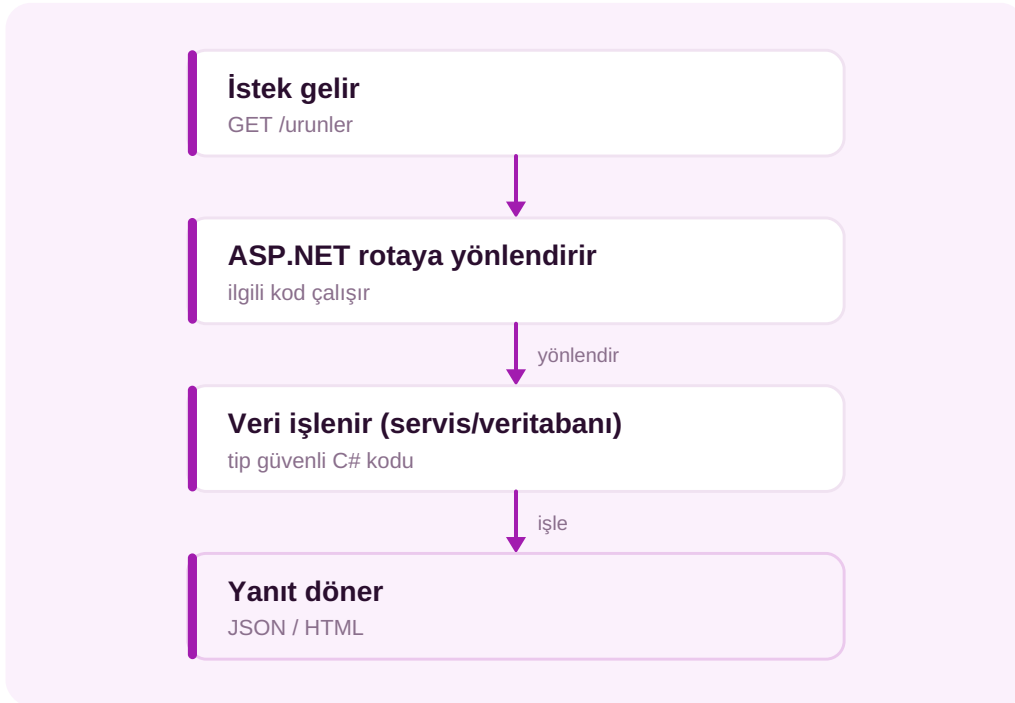 İstek gelir
GET /urunler
ASP.NET rotaya yönlendirir
ilgili kod çalışır
yönlendir
Veri işlenir (servis/veritabanı)
tip güvenli C# kodu
işle
Yanıt döner
JSON / HTML